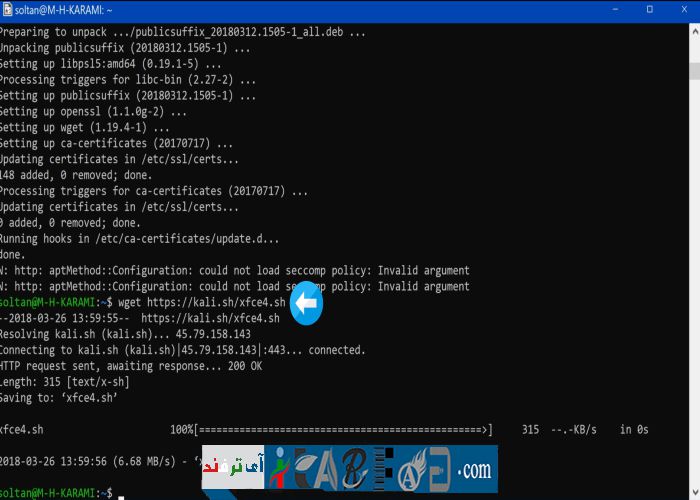 soltan@M-H-KARAMI: ~
Preparing to unpack .../publicsuffix_20180312.1505-1_all.deb ...
Unpacking publicsuffix (20180312.1505-1) ...
Setting up libpsl5:amd64 (0.19.1-5) ...
Processing triggers for libc-bin (2.27-2) ...
Setting up publicsuffix (20180312.1505-1) ...
Setting up openssl (1.1.0g-2) ...
Setting up wget (1.19.4-1) ...
Setting up ca-certificates (20170717) ...
Updating certificates in /etc/ssl/certs...
148 added, 0 removed; done.
Processing triggers for ca-certificates (20170717) ...
Updating certificates in /etc/ssl/certs...
0 added, 0 removed; done.
Running hooks in /etc/ca-certificates/update.d...
done.
N: http: aptMethod::Configuration: could not load seccomp policy: Invalid argument
N: http: aptMethod::Configuration: could not load seccomp policy: Invalid argument
soltan@M-H-KARAMI:~$ wget https://kali.sh/xfce4.sh
--2018-03-26 13:59:55-- https://kali.sh/xfce4.sh
Resolving kali.sh (kali.sh)... 45.79.158.143
Connecting to kali.sh (kali.sh)|45.79.158.143|:443... connected.
HTTP request sent, awaiting response... 200 OK
Length: 315 [text/x-sh]
Saving to: ‘xfce4.sh’
xfce4.sh 100%[================================================>] 315 --.-KB/s in 0s
2018-03-26 13:59:56 (6.68 MB/s) - ‘x
آی ترفند .com
soltan@M-H-KARAMI:~$